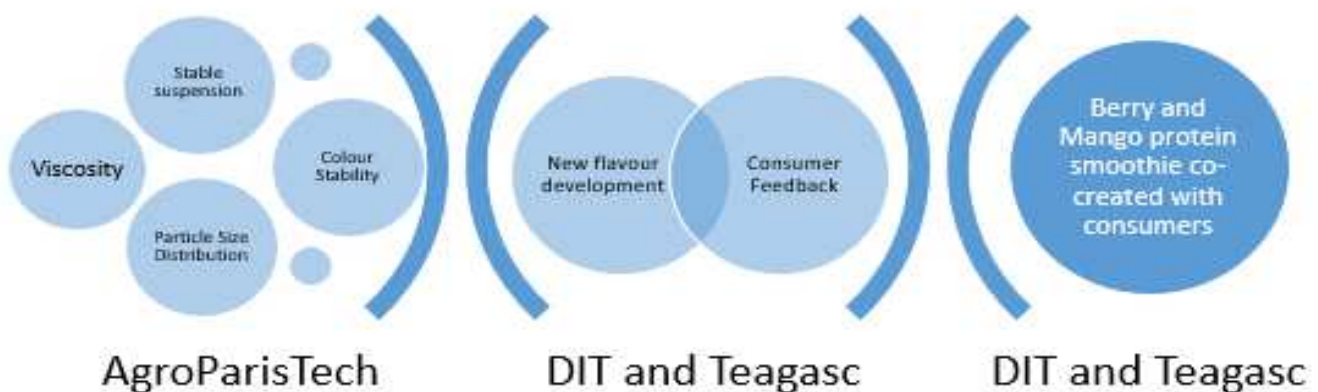 Stable
suspension
Viscosity
Colour
Stability
Particle Size
Distribution
New flavour
development
Consumer
Feedback
Berry and
Mango protein
smoothie co-
created with
consumers
AgroParisTech
DIT and Teagasc
DIT and Teagasc